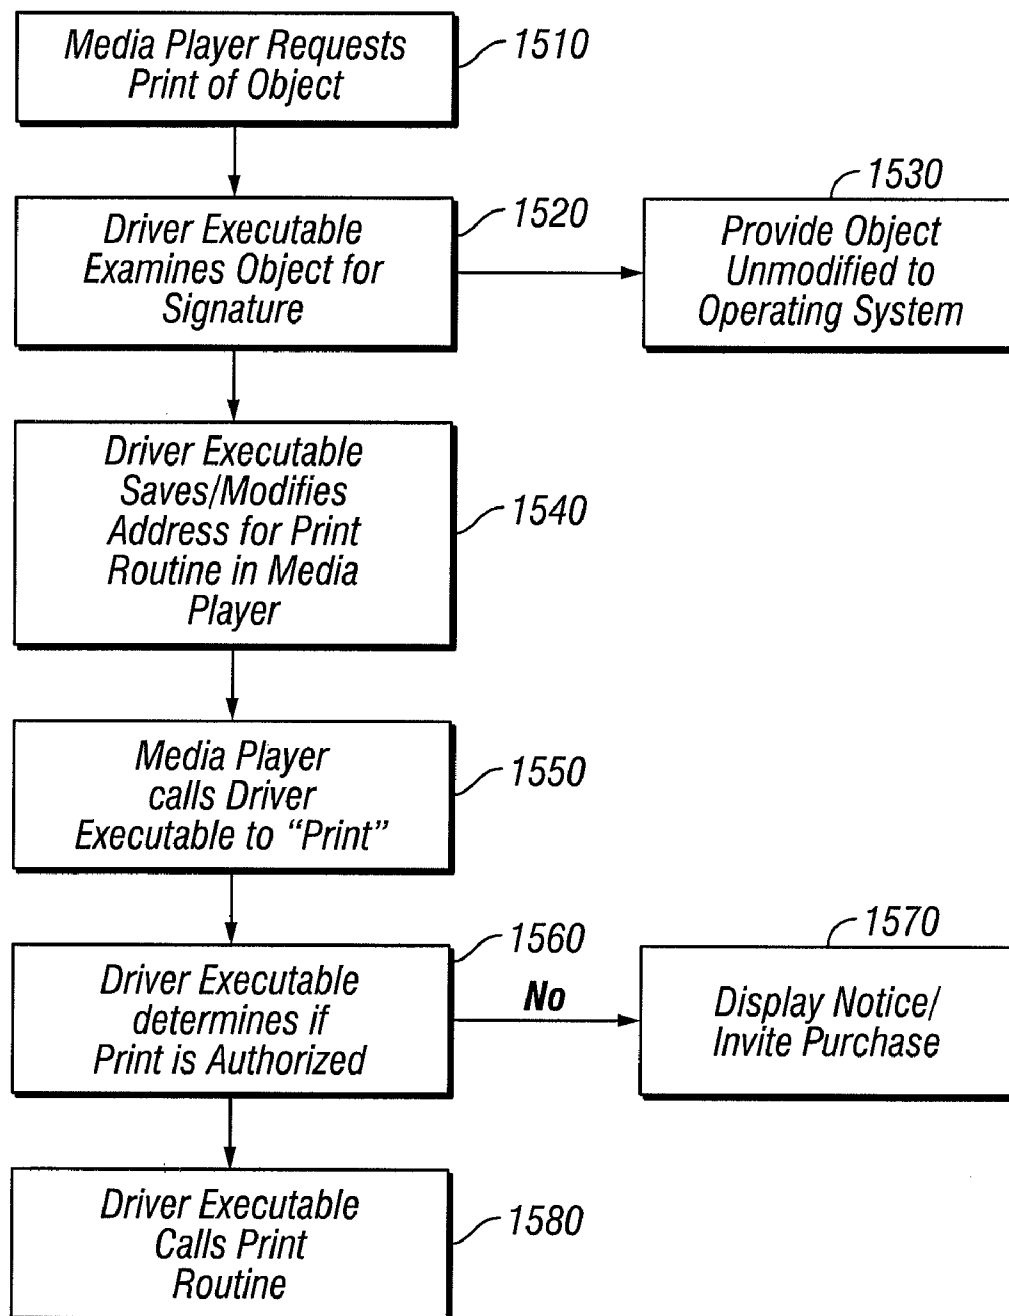 Media Player Requests
Print of Object
1510
Driver Executable
Examines Object for
Signature
1520
Provide Object
Unmodified to
Operating System
1530
Driver Executable
Saves/Modifies
Address for Print
Routine in Media
Player
1540
Media Player
calls Driver
Executable to “Print”
1550
Driver Executable
determines if
Print is Authorized
1560
No
Display Notice/
Invite Purchase
1570
Driver Executable
Calls Print
Routine
1580